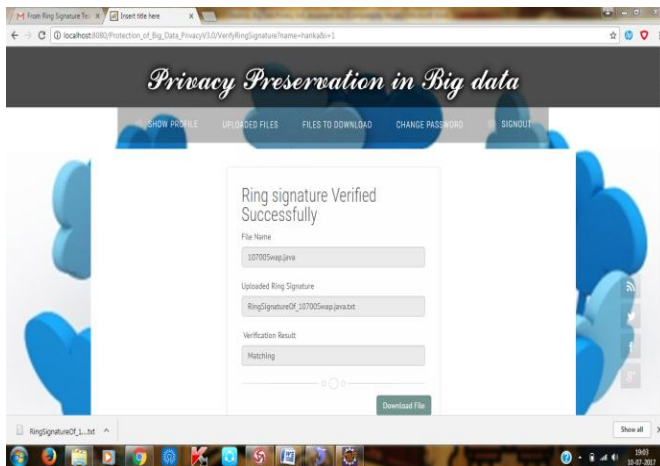 From Ring Signature Te
Insert title here
localhost:8080/Protection_of_Big_Data_PrivacyV3.0/VerifyRingSignature?name=hanka&i=1
Privacy Preservation in Big data
SHOW PROFILE UPLOADED FILES FILES TO DOWNLOAD CHANGE PASSWORD SIGNOUT
Ring signature Verified
Successfully
File Name
107005wap.java
Uploaded Ring Signature
RingSignatureOf_107005wap.java.txt
Verification Result
Matching
Download File
RingSignatureOf_1....txt
Show all
19:03
10-07-2017